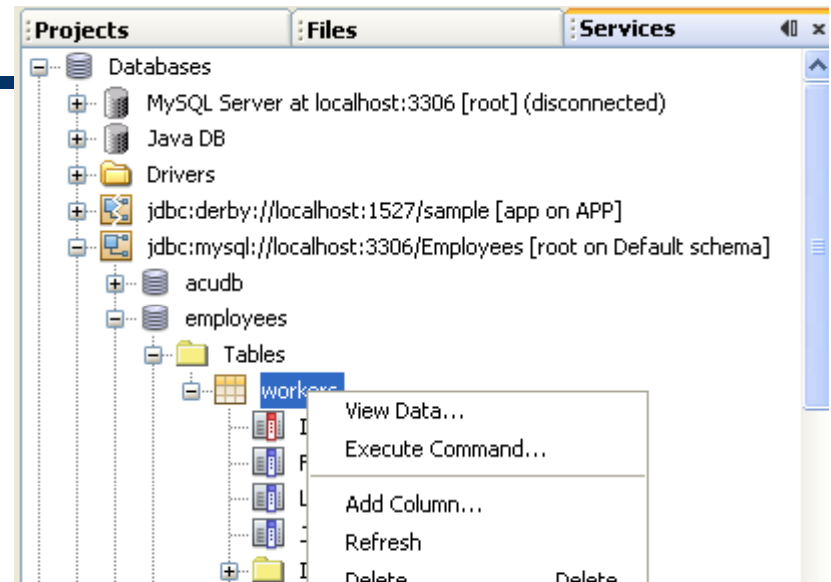 Projects Files Services
Databases
MySQL Server at localhost:3306 [root] (disconnected)
Java DB
Drivers
jdbc:derby://localhost:1527/sample [app on APP]
jdbc:mysql://localhost:3306/Employees [root on Default schema]
acudb
employees
Tables
workers
View Data...
Execute Command...
Add Column...
Refresh
Delete Delete